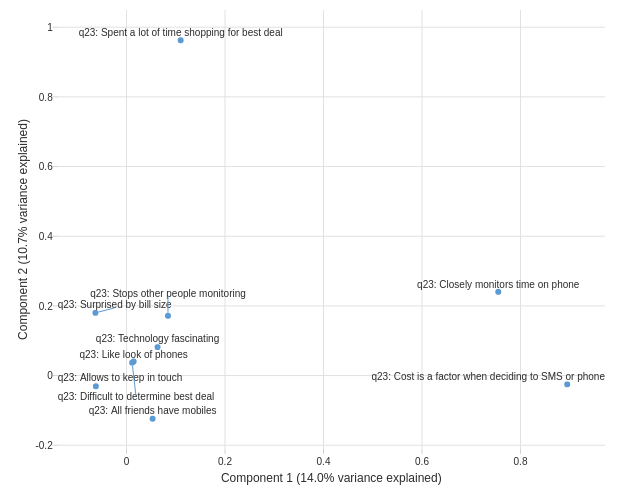 1
q23: Spent a lot of time shopping for best deal
0.8
0.6
0.4
q23: Closely monitors time on phone
q23: Stops other people monitoring
0.2
q23: Surprised by bill size
q23: Technology fascinating
q23: Like look of phones
0
q23: Allows to keep in touch
q23: Cost is a factor when deciding to SMS or phone
q23: Difficult to determine best deal
q23: All friends have mobiles
-0.2
0
0.2
0.4
0.6
0.8
Component 1 (14.0% variance explained)
Component 2 (10.7% variance explained)